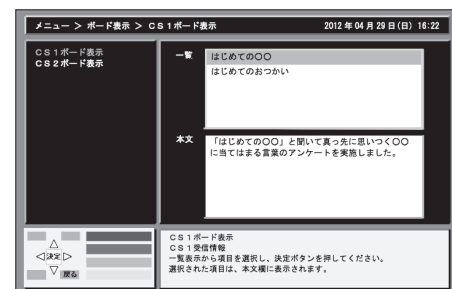 メニュー > ボード表示 > CS1ボード表示
2012年04月29日(日) 16:22
CS1ボード表示
CS2ボード表示
一覧
はじめての〇〇
はじめてのおつかい
本文
「はじめての〇〇」と聞いて真っ先に思いつく〇〇
に当てはまる言葉のアンケートを実施しました。
決定
戻る
CS1ボード表示
CS1受信情報
一覧表示から項目を選択し、決定ボタンを押してください。
選択された項目は、本文欄に表示されます。